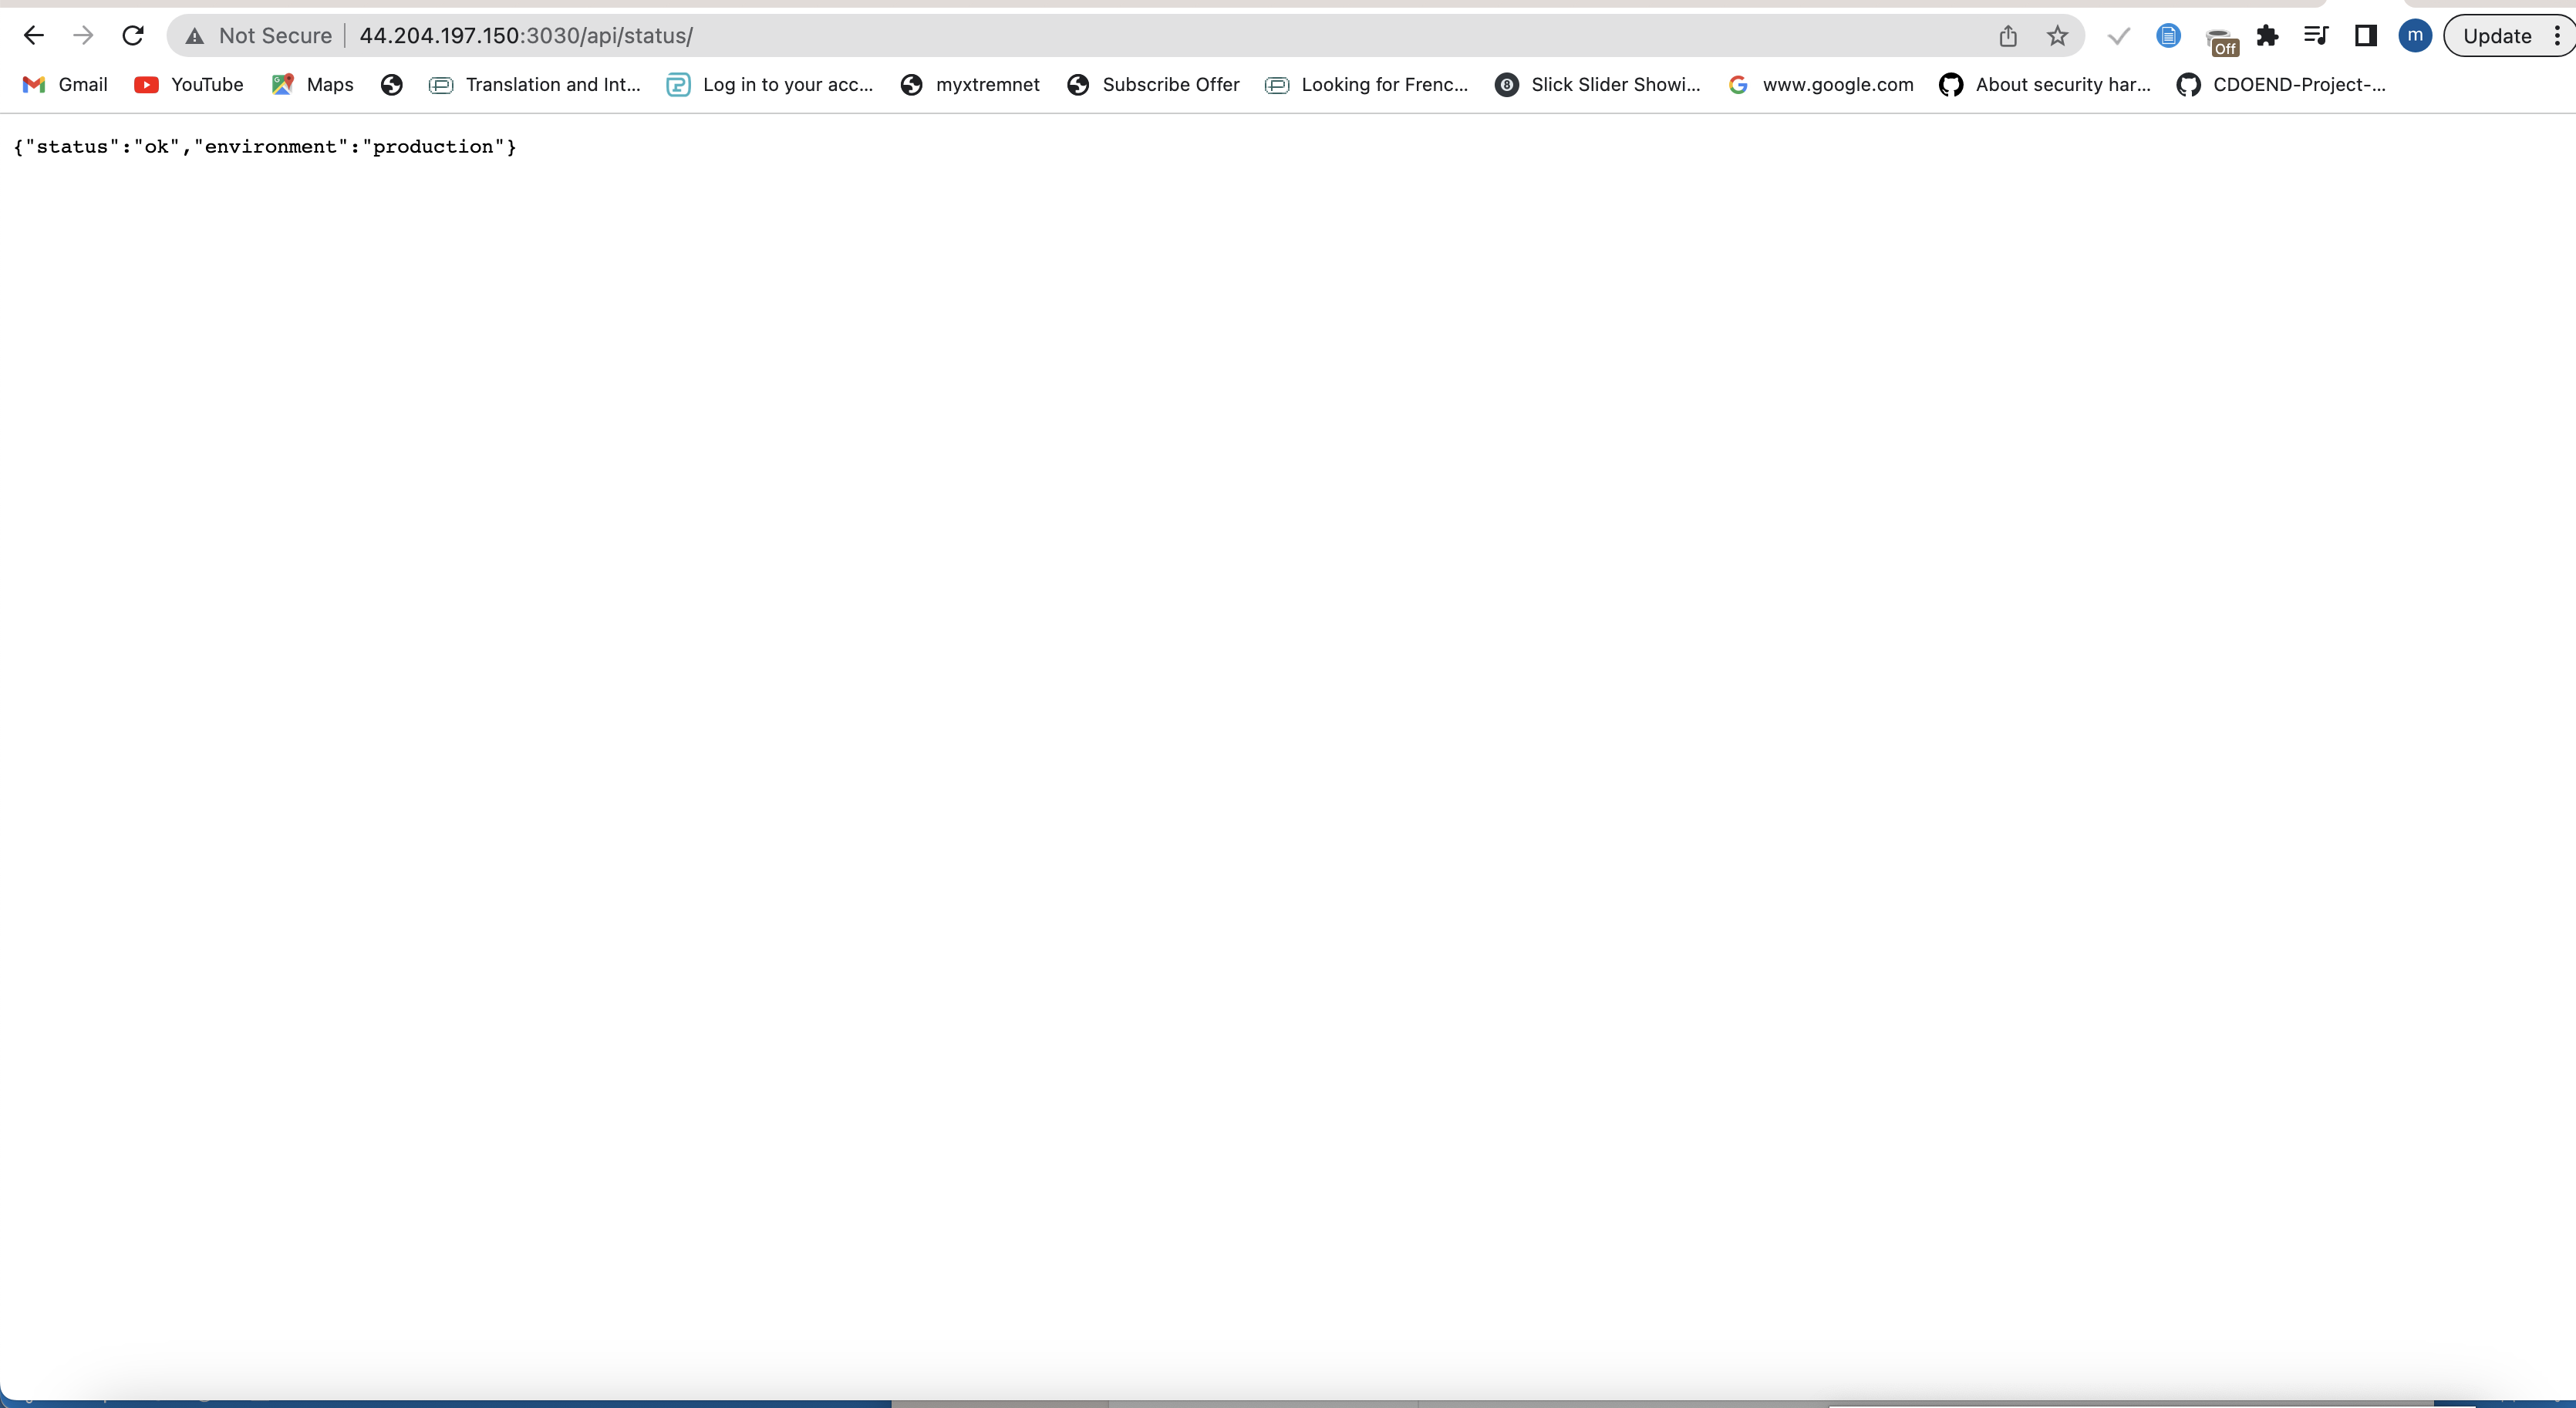 Not Secure 44.204.197.150:3030/api/status/ Off m Update
Gmail YouTube Maps Translation and Int... Log in to your acc... myxtremnet Subscribe Offer Looking for Frenc... Slick Slider Showi... www.google.com About security har... CDOEND-Project-...
{"status":"ok","environment":"production"}